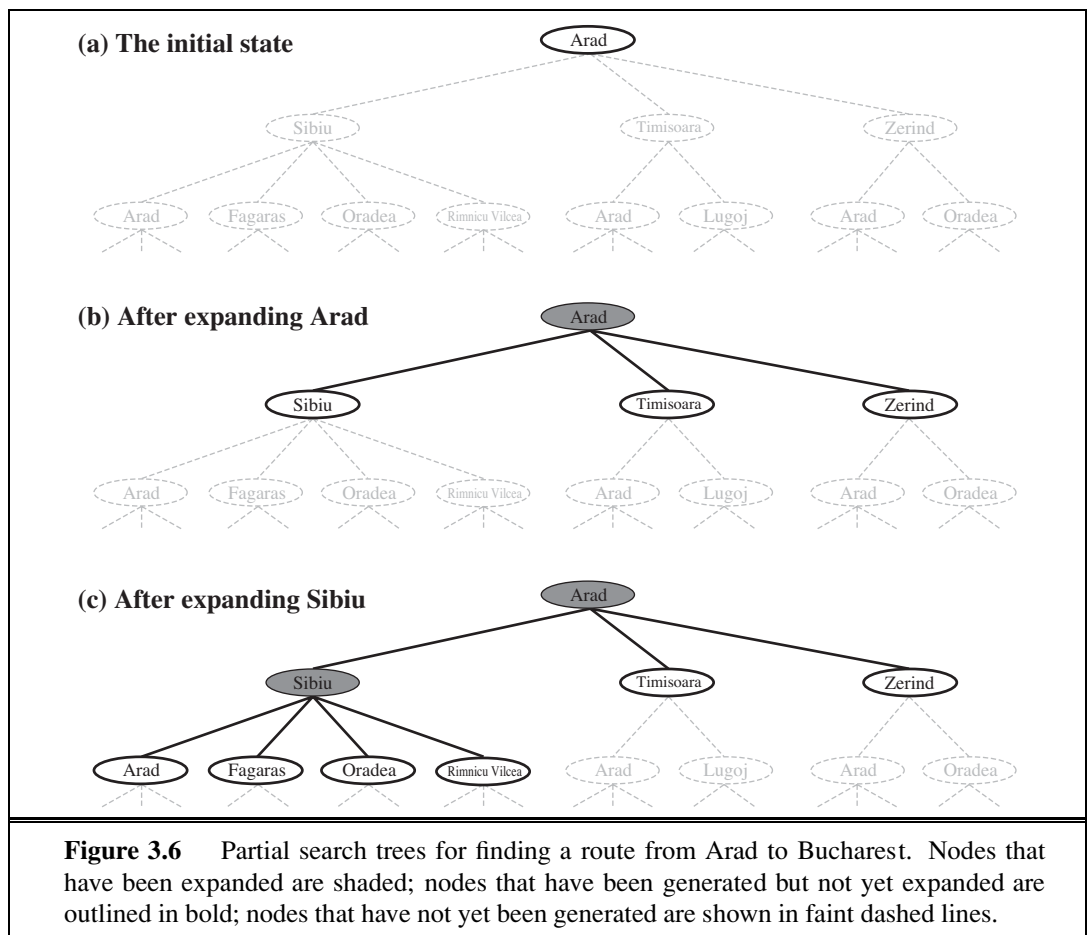 (a) The initial state
Arad
Sibiu Timisoara Zerind
Arad Fagaras Oradea Rimnicu Vilcea Arad Lugoj Arad Oradea
(b) After expanding Arad
Arad
Sibiu Timisoara Zerind
Arad Fagaras Oradea Rimnicu Vilcea Arad Lugoj Arad Oradea
(c) After expanding Sibiu
Arad
Sibiu Timisoara Zerind
Arad Fagaras Oradea Rimnicu Vilcea Arad Lugoj Arad Oradea
Figure 3.6 Partial search trees for finding a route from Arad to Bucharest. Nodes that
have been expanded are shaded; nodes that have been generated but not yet expanded are
outlined in bold; nodes that have not yet been generated are shown in faint dashed lines.